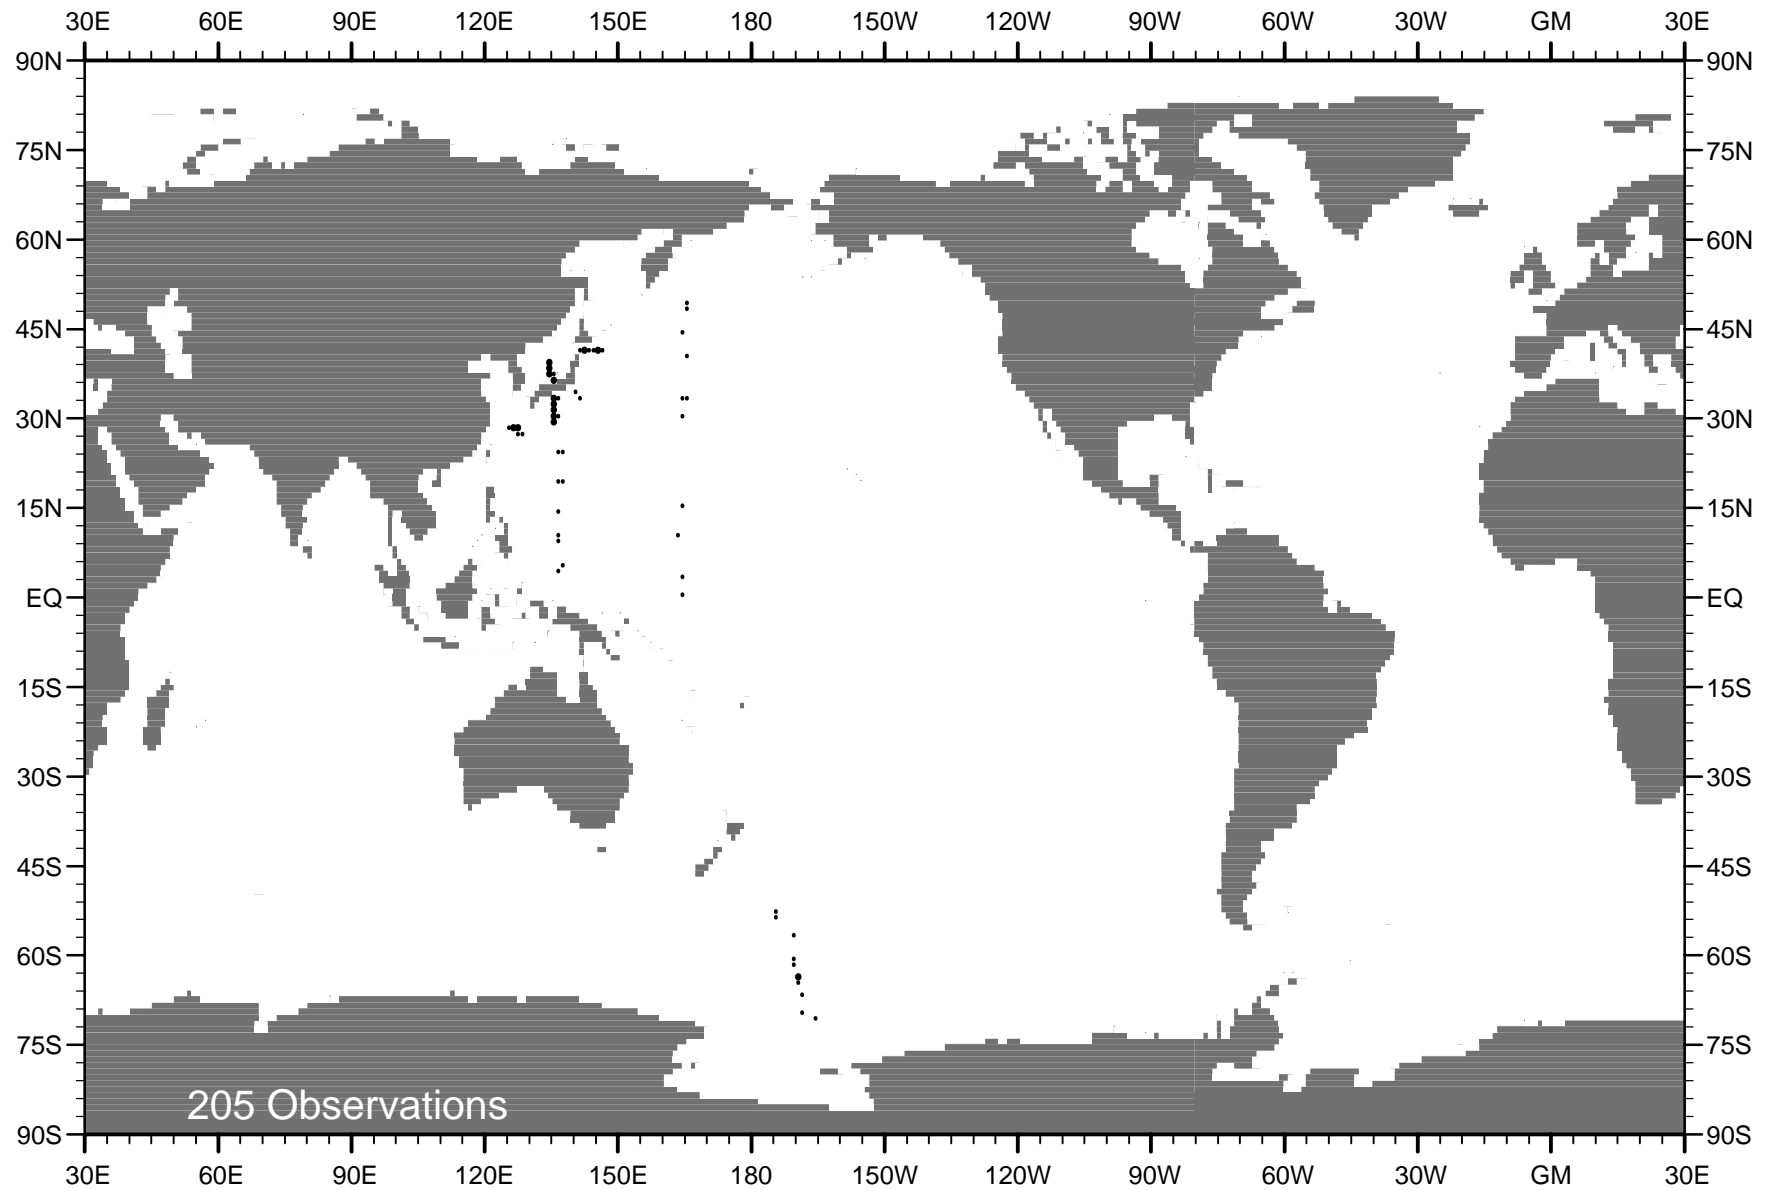 30E 60E 90E 120E 150E 180 150W 120W 90W 60W 30W GM 30E
90N 90N
75N 75N
60N 60N
45N 45N
30N 30N
15N 15N
EQ EQ
15S 15S
30S 30S
45S 45S
60S 60S
75S 75S
205 Observations
90S 90S
30E 60E 90E 120E 150E 180 150W 120W 90W 60W 30W GM 30E